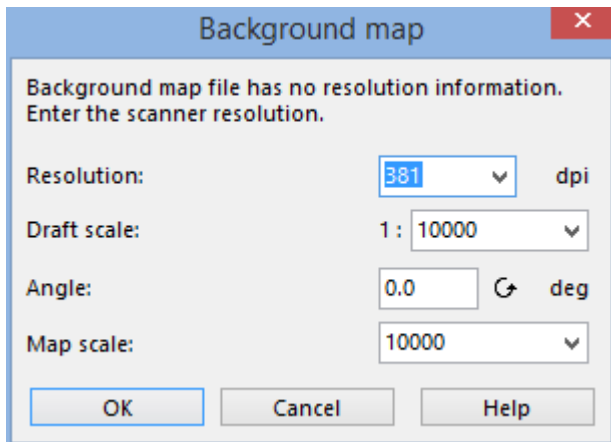 Background map
Background map file has no resolution information.
Enter the scanner resolution.
Resolution: 381 dpi
Draft scale: 1 : 10000
Angle: 0.0 deg
Map scale: 10000
OK Cancel Help